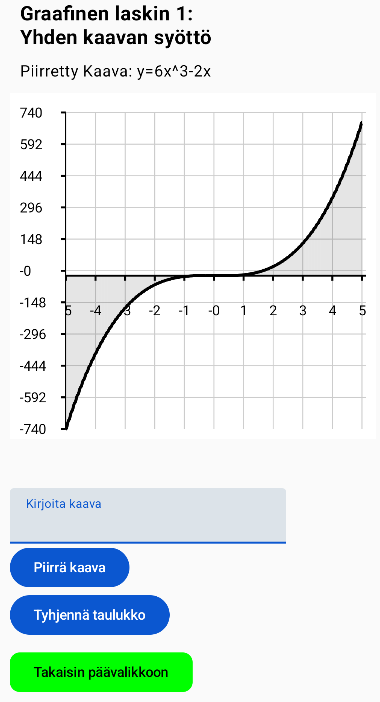 Graafinen laskin 1:
Yhden kaavan syöttö
Piirretty Kaava: y=6x^3-2x
740
592
444
296
148
-0
-148
-296
-444
-592
-740
5 -4 -3 -2 -1 -0 1 2 3 4 5
Kirjoita kaava
Piirrä kaava
Tyhjennä taulukko
Takaisin päävalikkoon